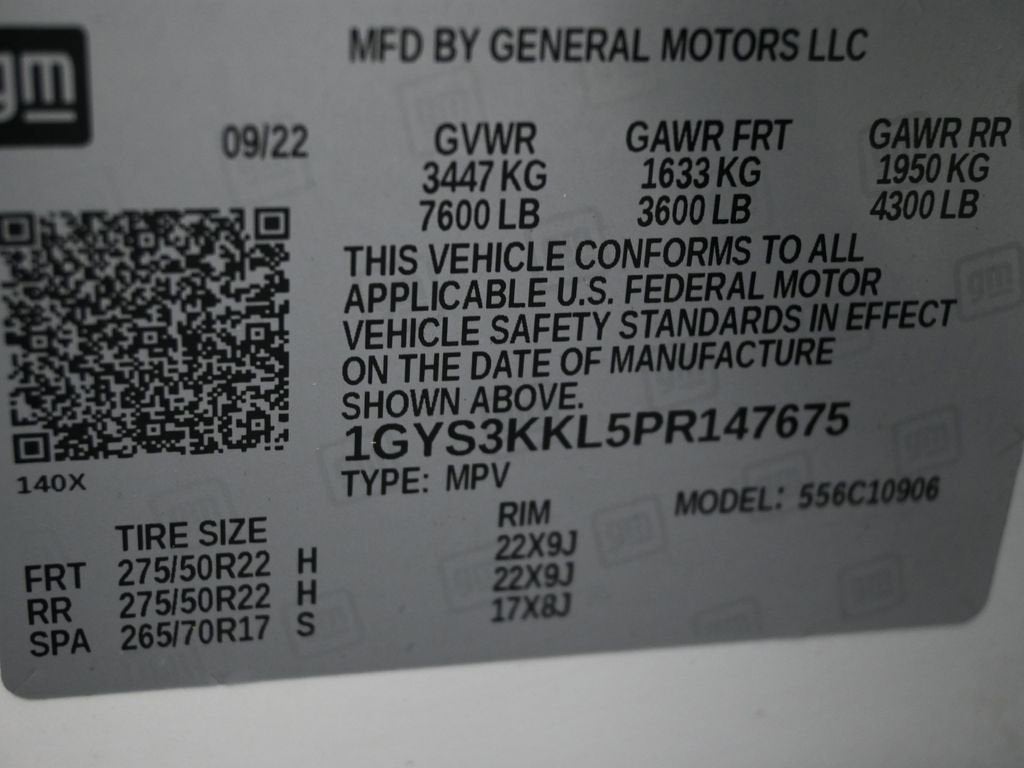 gm
MFD BY GENERAL MOTORS LLC
09/22 GVWR GAWR FRT GAWR RR
3447 KG 1633 KG 1950 KG
7600 LB 3600 LB 4300 LB
THIS VEHICLE CONFORMS TO ALL
APPLICABLE U.S. FEDERAL MOTOR
VEHICLE SAFETY STANDARDS IN EFFECT
ON THE DATE OF MANUFACTURE
SHOWN ABOVE.
1GYS3KKL5PR147675
140X
TYPE: MPV
MODEL: 556C10906
TIRE SIZE RIM
FRT 275/50R22 H 22X9J
RR 275/50R22 H 22X9J
SPA 265/70R17 S 17X8J